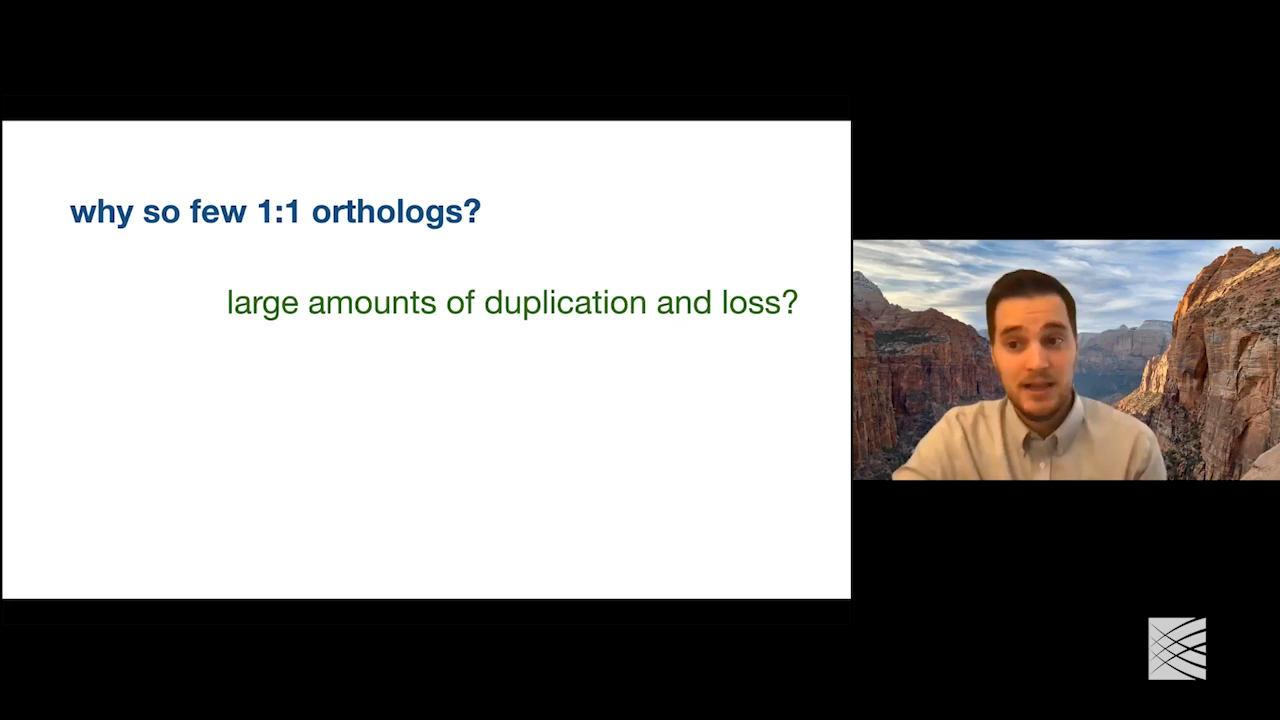 why so few 1:1 orthologs?
large amounts of duplication and loss?